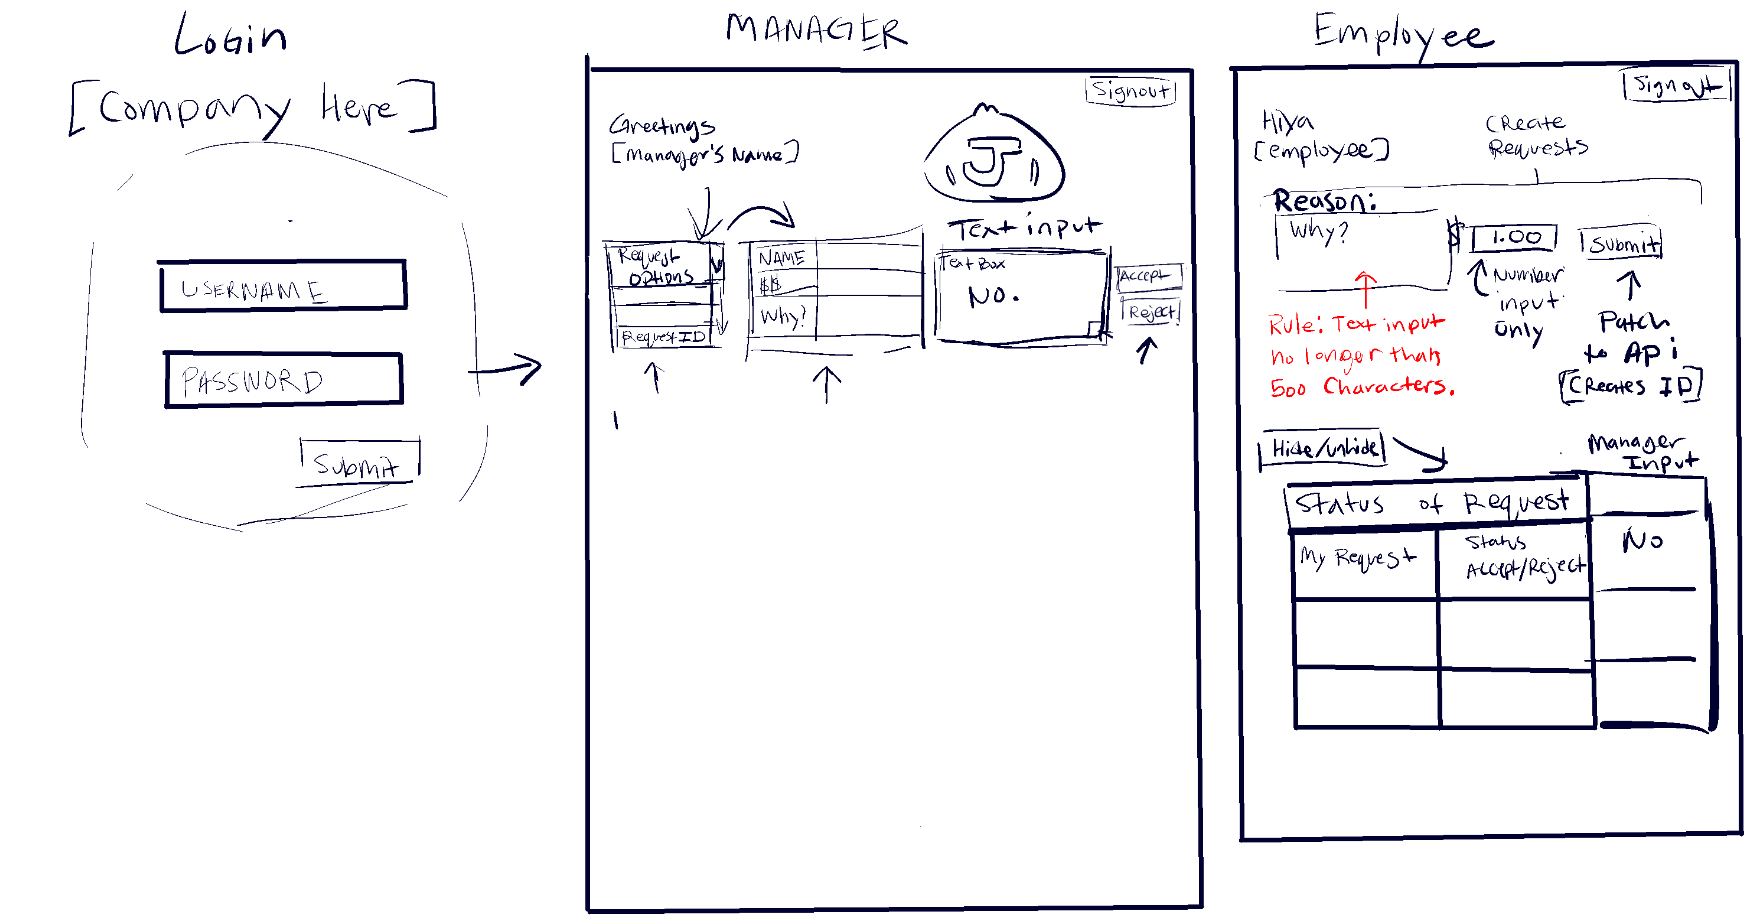 Login
[Company Here]
USERNAME
PASSWORD
Submit
MANAGER
Signout
Greetings
[Manager's Name]
J
Request
OPTIONS
Request ID
NAME
$$
Why?
Text input
Text Box
No.
Accept
Reject
Employee
Signout
Hiya
[employee]
Create
Requests
Reason:
Why?
$
1.00
Submit
Number
input
only
Rule: Text input
no longer than
500 Characters.
Patch
to API
[Creates ID]
Hide/unhide
Manager
Input
Status of Request
My Request
Status
Accept/Reject
No